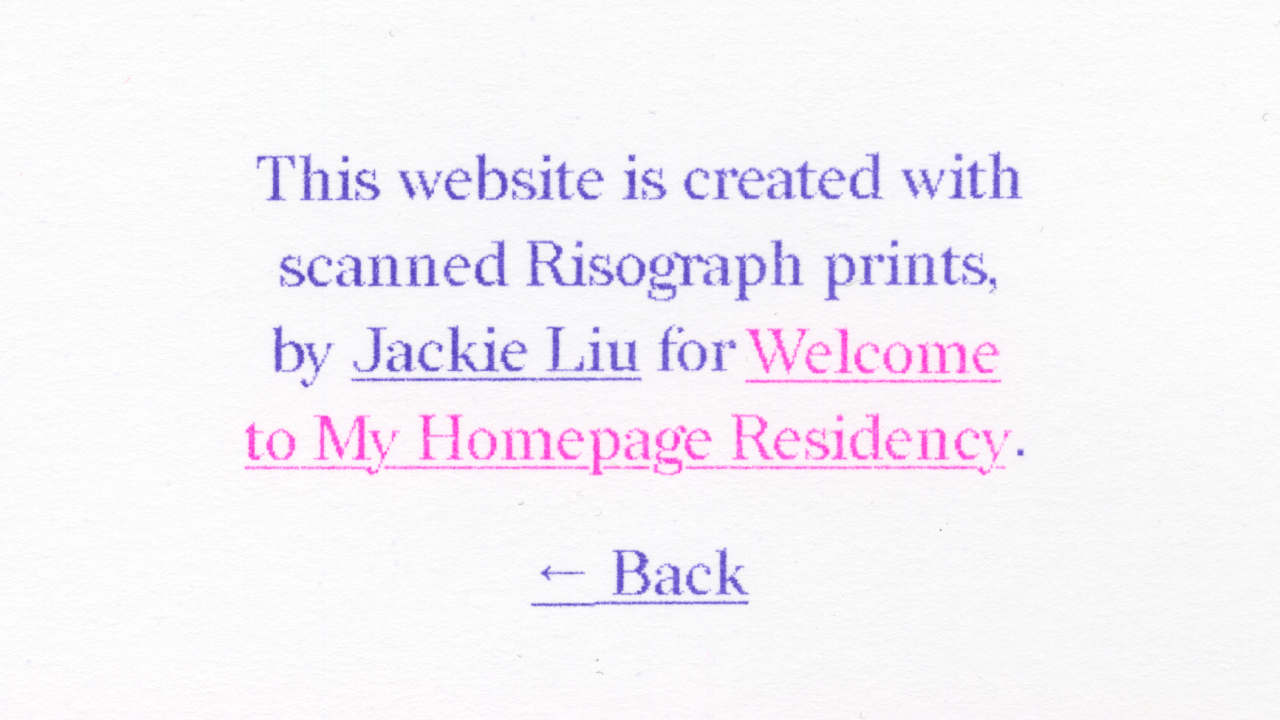 This website is created with
scanned Risograph prints,
by Jackie Liu for Welcome
to My Homepage Residency.
← Back